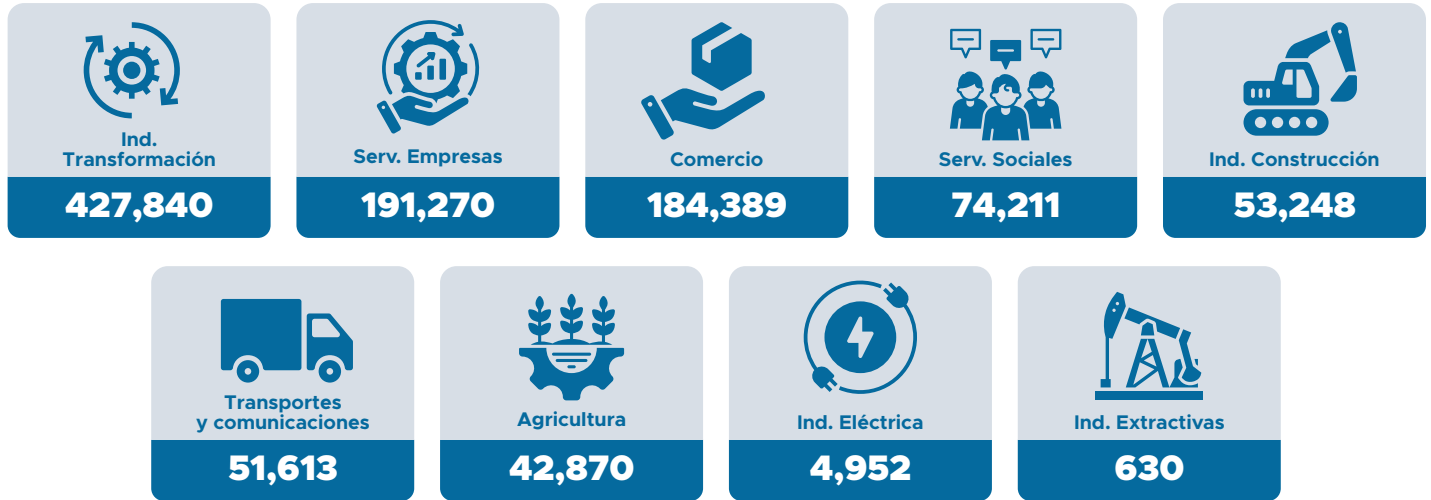 Ind.
Transformación
427,840
Serv. Empresas
191,270
Comercio
184,389
Serv. Sociales
74,211
Ind. Construcción
53,248
Transportes
y comunicaciones
51,613
Agricultura
42,870
Ind. Eléctrica
4,952
Ind. Extractivas
630